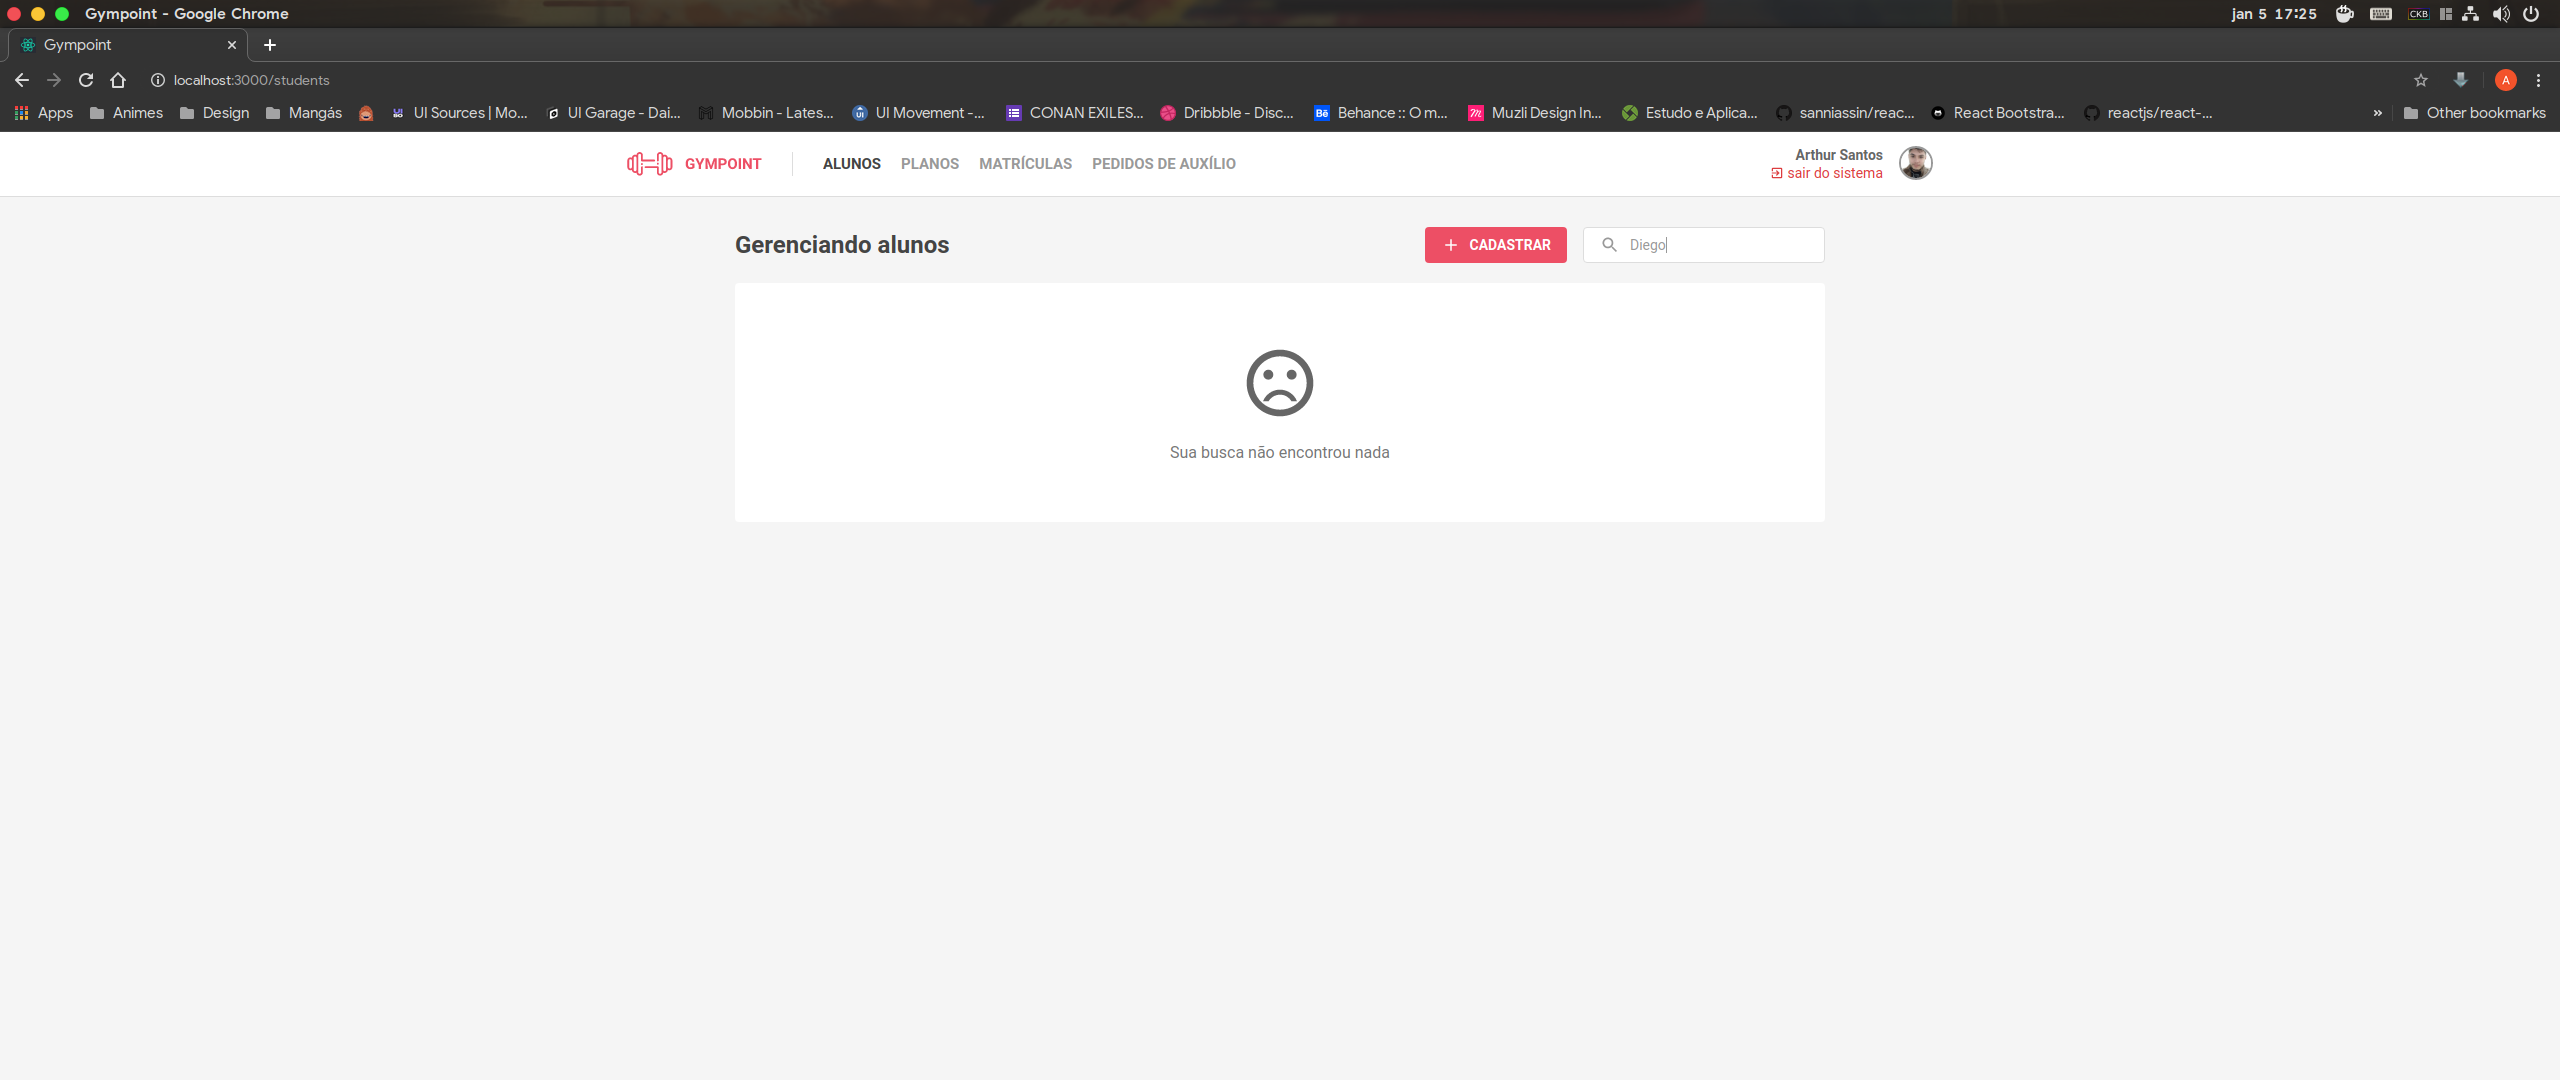 Gympoint - Google Chrome
jan 5 17:25
CKB
Gympoint
localhost:3000/students
A
Apps Animes Design Mangás UI Sources | Mo... UI Garage - Dai... Mobbin - Lates... UI Movement -... CONAN EXILES... Dribbble - Disc... Bē Behance :: O m... Muzli Design In... Estudo e Aplica... sanniassin/reac... React Bootstra... reactjs/react-... » Other bookmarks
GYMPOINT ALUNOS PLANOS MATRÍCULAS PEDIDOS DE AUXÍLIO
Arthur Santos
sair do sistema
Gerenciando alunos
+ CADASTRAR
Diego
Sua busca não encontrou nada